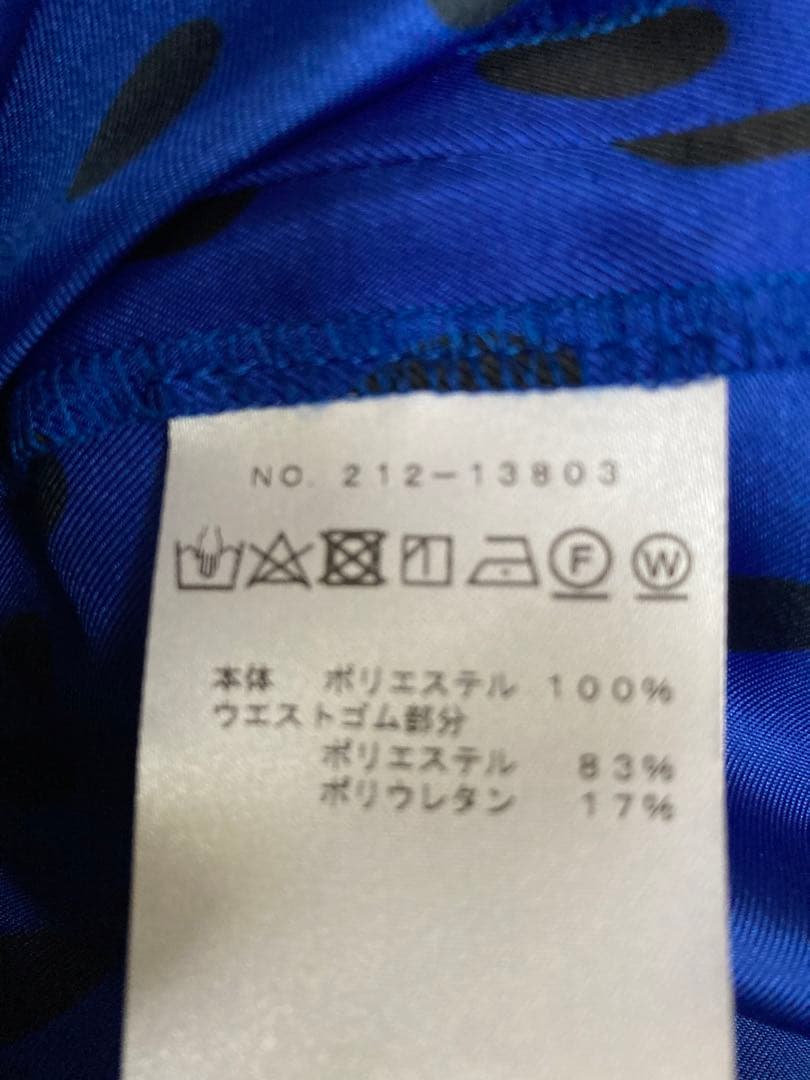 NO. 212-13803
F W
本体 ポリエステル 100%
ウエストゴム部分
ポリエステル 83%
ポリウレタン 17%